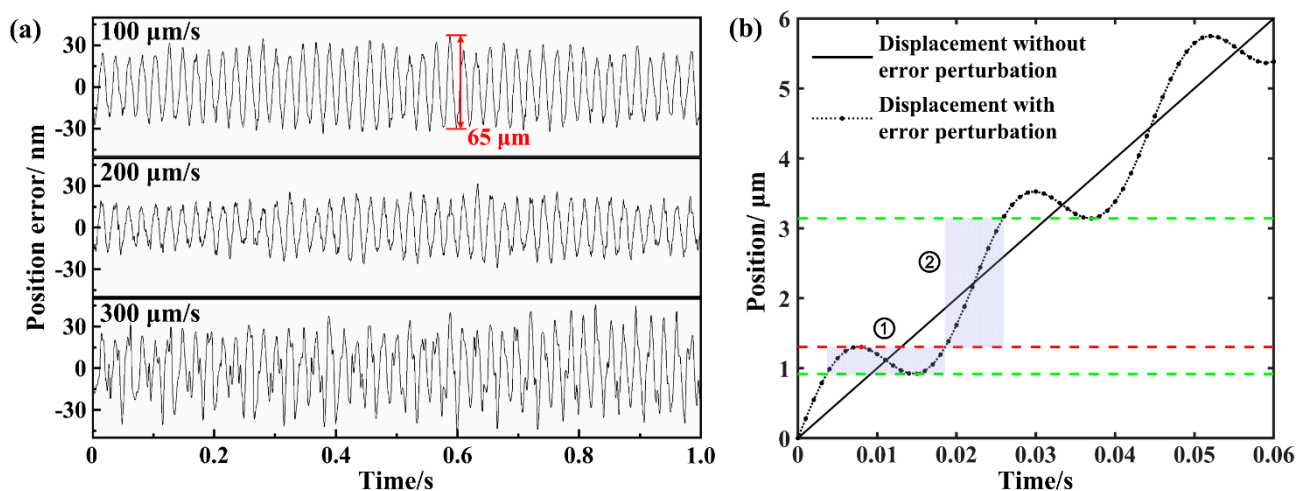 (a)
100 μm/s
30
0
-30
65 μm
200 μm/s
30
0
-30
300 μm/s
30
0
-30
Position error/ nm
0
0.2
0.4
0.6
0.8
1.0
Time/s
(b)
6
5
4
3
2
1
0
Position/ μm
Displacement without
error perturbation
Displacement with
error perturbation
②
①
0
0.01
0.02
0.03
0.04
0.05
0.06
Time/s